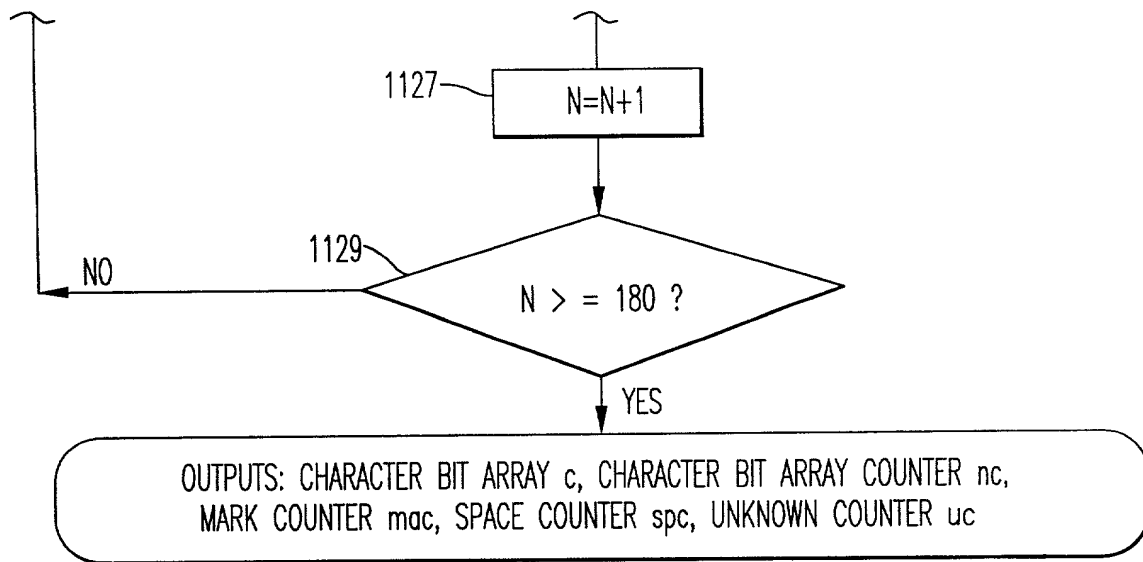 1127
N=N+1
1129
NO
N > = 180 ?
YES
OUTPUTS: CHARACTER BIT ARRAY c, CHARACTER BIT ARRAY COUNTER nc,
MARK COUNTER mac, SPACE COUNTER spc, UNKNOWN COUNTER uc